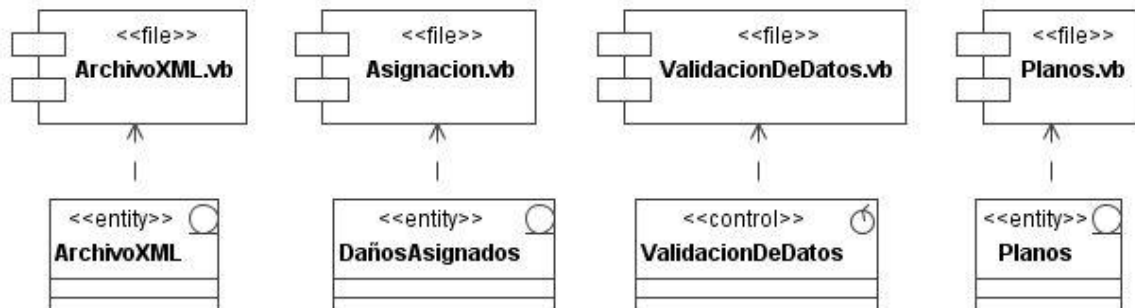 <<file>> <<file>> <<file>> <<file>>
ArchivoXML.vb Asignacion.vb ValidacionDeDatos.vb Planos.vb
<<entity>> <<entity>> <<control>> <<entity>>
ArchivoXML DañosAsignados ValidacionDeDatos Planos